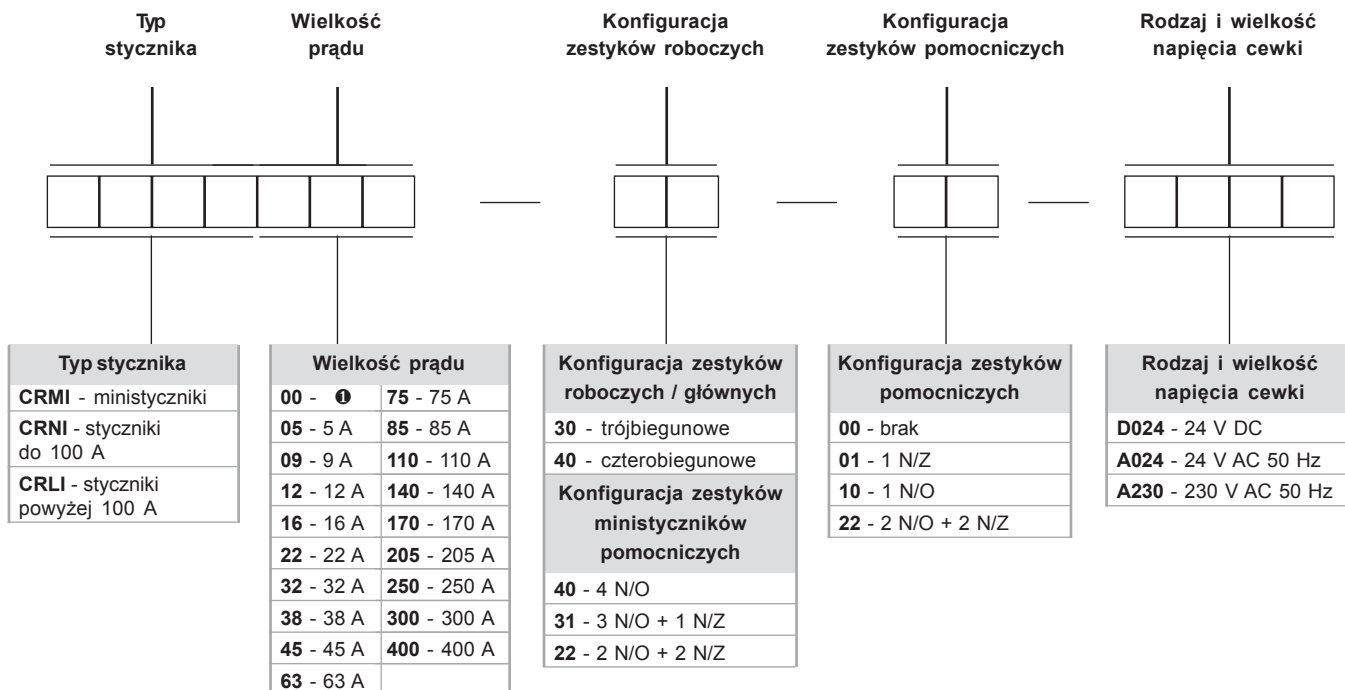 Typ
stycznika
Wielkość
prądu
Konfiguracja
zestyków roboczych
Konfiguracja
zestyków pomocniczych
Rodzaj i wielkość
napięcia cewki
Typ stycznika
CRMI - ministyczniki
CRNI - styczniki
do 100 A
CRLI - styczniki
powyżej 100 A
Wielkość prądu
00 - ❶ 75 - 75 A
05 - 5 A 85 - 85 A
09 - 9 A 110 - 110 A
12 - 12 A 140 - 140 A
16 - 16 A 170 - 170 A
22 - 22 A 205 - 205 A
32 - 32 A 250 - 250 A
38 - 38 A 300 - 300 A
45 - 45 A 400 - 400 A
63 - 63 A
Konfiguracja zestyków
roboczych / głównych
30 - trójbiegunowe
40 - czterobiegunowe
Konfiguracja zestyków
ministyczników
pomocniczych
40 - 4 N/O
31 - 3 N/O + 1 N/Z
22 - 2 N/O + 2 N/Z
Konfiguracja zestyków
pomocniczych
00 - brak
01 - 1 N/Z
10 - 1 N/O
22 - 2 N/O + 2 N/Z
Rodzaj i wielkość
napięcia cewki
D024 - 24 V DC
A024 - 24 V AC 50 Hz
A230 - 230 V AC 50 Hz